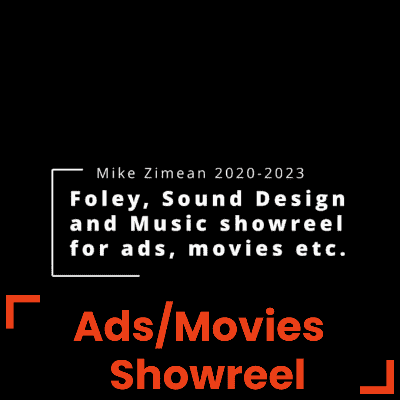 Mike Zimean 2020-2023
Foley, Sound Design
and Music showreel
for ads, movies etc.
Ads/Movies
Showreel